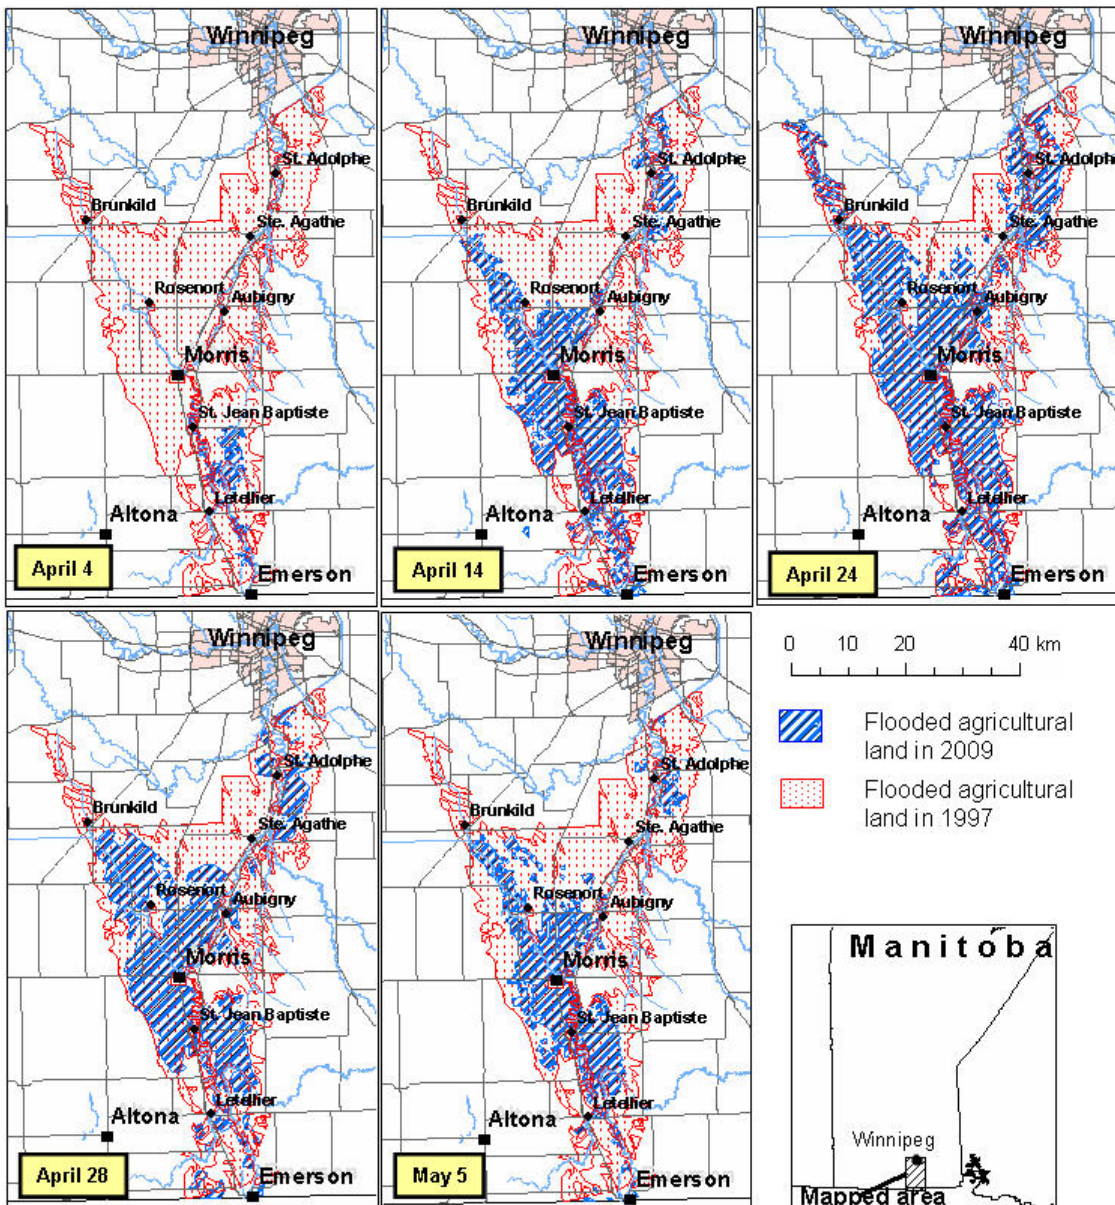 Winnipeg
St. Adolphe
Brunkild
Ste. Agathe
Rosenort
Aubigny
Morris
St. Jean Baptiste
Letellier
Altona
April 4
Emerson
Winnipeg
St. Adolphe
Brunkild
Ste. Agathe
Rosenort
Aubigny
Morris
St. Jean Baptiste
Letellier
Altona
April 14
Emerson
Winnipeg
St. Adolphe
Brunkild
Ste. Agathe
Rosenort
Aubigny
Morris
St. Jean Baptiste
Letellier
Altona
April 24
Emerson
Winnipeg
St. Adolphe
Brunkild
Ste. Agathe
Rosenort
Aubigny
Morris
St. Jean Baptiste
Letellier
Altona
April 28
Emerson
Winnipeg
St. Adolphe
Brunkild
Ste. Agathe
Rosenort
Aubigny
Morris
St. Jean Baptiste
Letellier
Altona
May 5
Emerson
0 10 20 40 km
Flooded agricultural
land in 2009
Flooded agricultural
land in 1997
Manitoba
Winnipeg
Mapped area